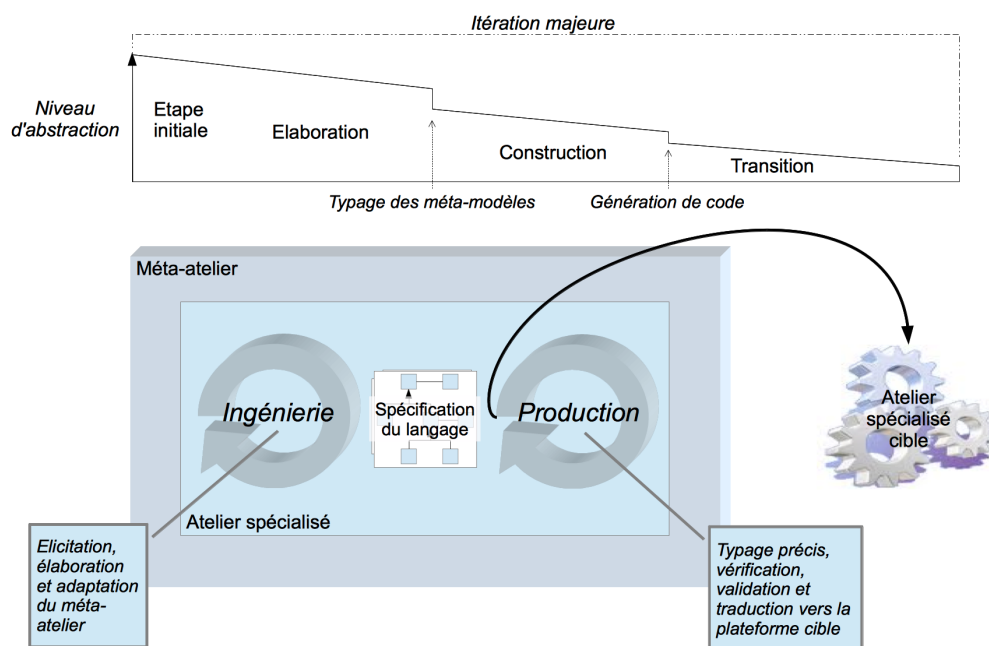 Itération majeure
Niveau
d'abstraction
Etape
initiale
Elaboration
Construction
Transition
Typage des méta-modèles
Génération de code
Méta-atelier
Ingénierie
Spécification
du langage
Production
Atelier
spécialisé
cible
Atelier spécialisé
Elicitation,
élaboration
et adaptation
du méta-
atelier
Typage précis,
vérification,
validation et
traduction vers la
plateforme cible